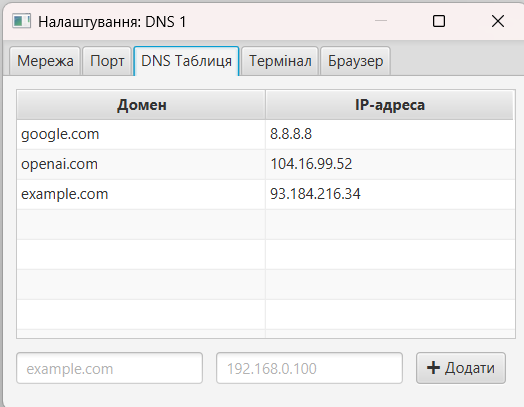 Налаштування: DNS 1
Мережа Порт DNS Таблиця Термінал Браузер
Домен IP-адреса
google.com 8.8.8.8
openai.com 104.16.99.52
example.com 93.184.216.34
example.com 192.168.0.100 + Додати